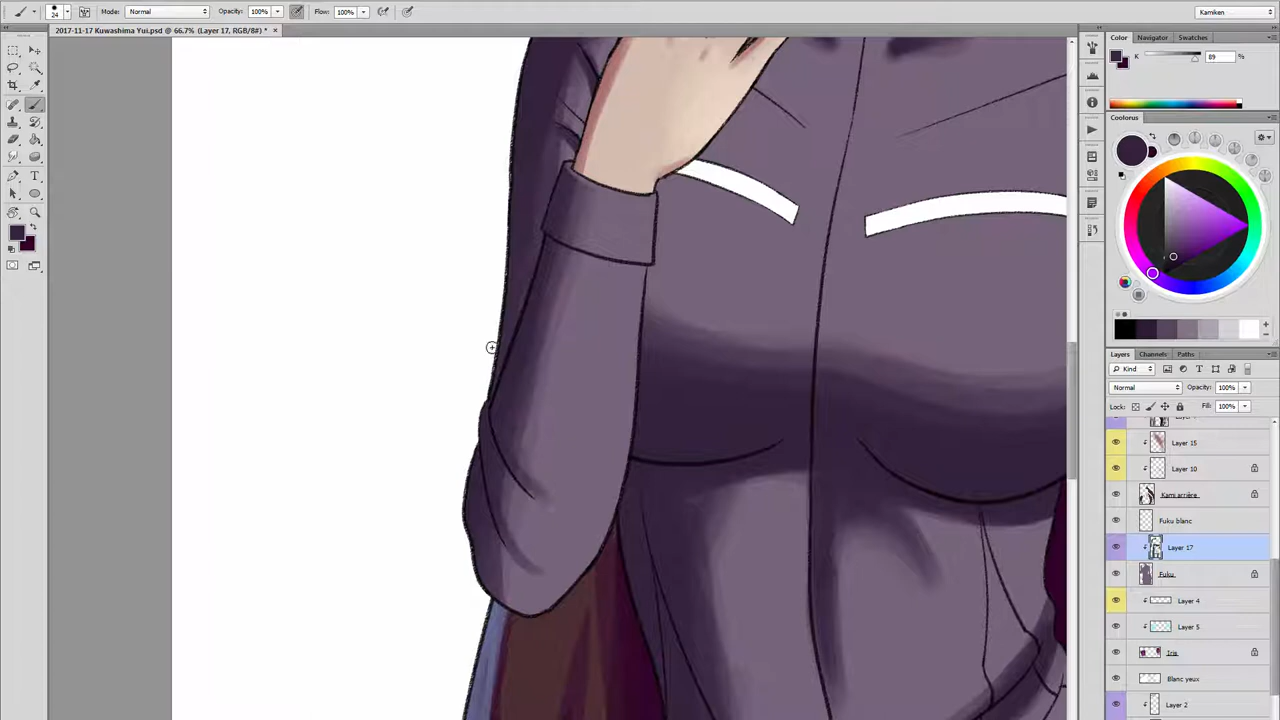 24
Mode: Normal
Opacity: 100%
Flow: 100%
Kamiken
2017-11-17 Kuwashima Yui.psd @ 66.7% (Layer 17, RGB/8#) * ×
Color Navigator Swatches
K 89 %
Coolorus
Layers Channels Paths
Kind
Normal Opacity: 100%
Lock: Fill: 100%
Layer 15
Layer 10
Kami arrière
Fuku blanc
Layer 17
Fuku
Layer 4
Layer 5
Iris
Blanc yeux
Layer 2